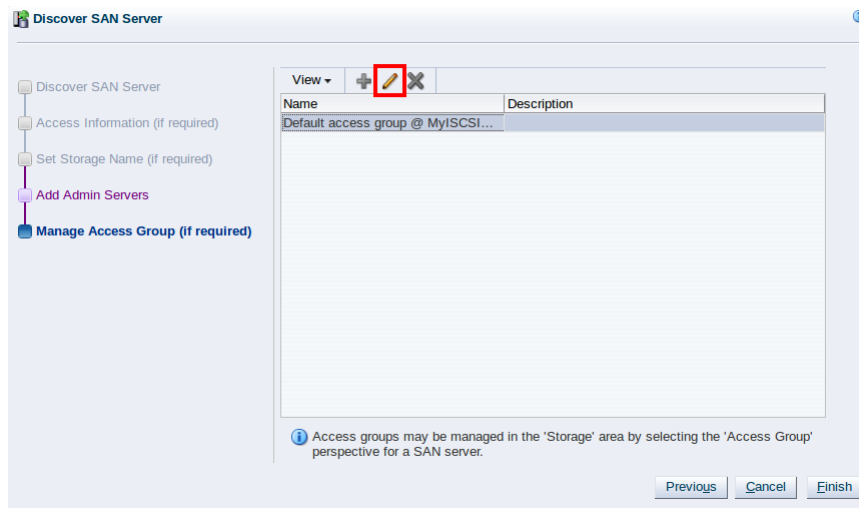 Discover SAN Server
Discover SAN Server
Access Information (if required)
Set Storage Name (if required)
Add Admin Servers
Manage Access Group (if required)
View
Name Description
Default access group @ MyISCSI...
Access groups may be managed in the 'Storage' area by selecting the 'Access Group'
perspective for a SAN server.
Previous Cancel Finish